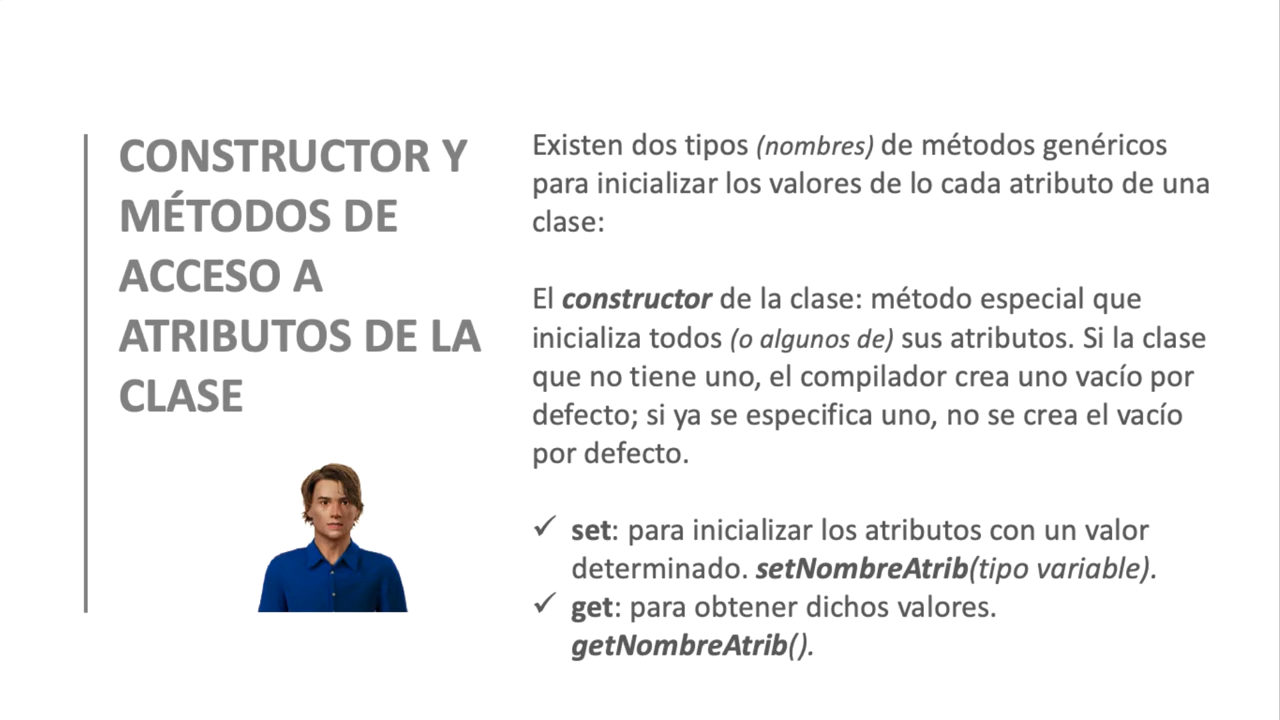 CONSTRUCTOR Y
MÉTODOS DE
ACCESO A
ATRIBUTOS DE LA
CLASE
Existen dos tipos (nombres) de métodos genéricos
para inicializar los valores de lo cada atributo de una
clase:
El constructor de la clase: método especial que
inicializa todos (o algunos de) sus atributos. Si la clase
que no tiene uno, el compilador crea uno vacío por
defecto; si ya se especifica uno, no se crea el vacío
por defecto.
✓ set: para inicializar los atributos con un valor
determinado. setNombreAtrib(tipo variable).
✓ get: para obtener dichos valores.
getNombreAtrib().